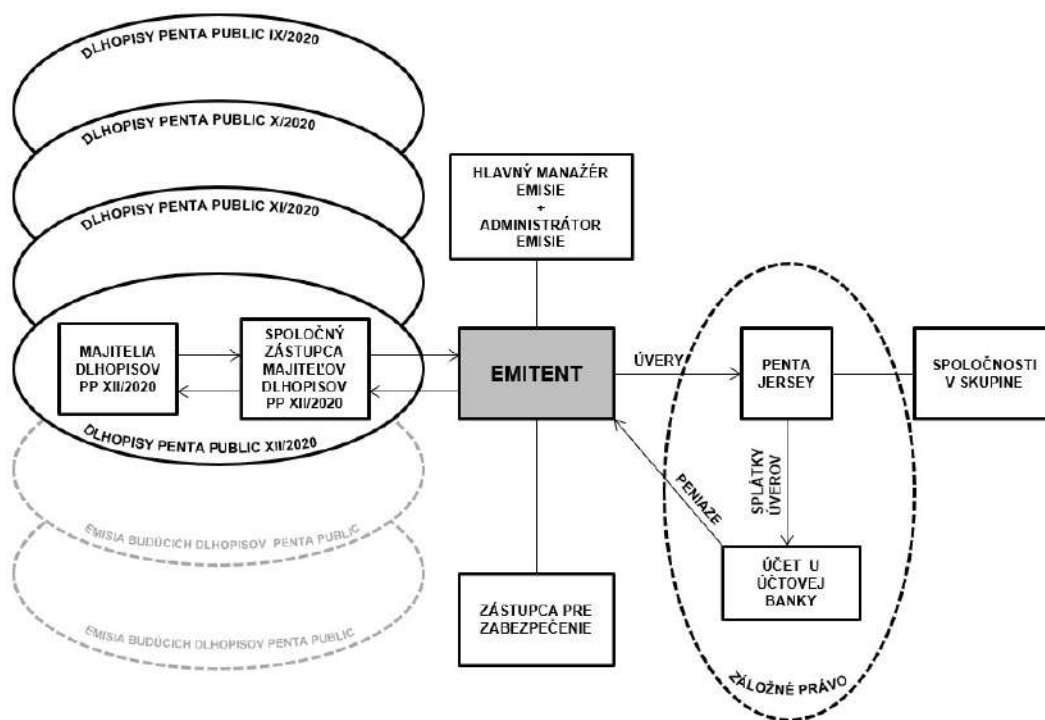 DLHOPISY PENTA PUBLIC IX/2020
DLHOPISY PENTA PUBLIC X/2020
DLHOPISY PENTA PUBLIC XI/2020
HLAVNÝ MANAŽÉR
EMISIE
+
ADMINISTRÁTOR
EMISIE
MAJITELIA
DLHOPISOV
PP XII/2020
SPOLOČNÝ
ZÁSTUPCA
MAJITEĽOV
DLHOPISOV
PP XII/2020
DLHOPISY PENTA PUBLIC XII/2020
EMITENT
ÚVERY
PENTA
JERSEY
SPOLOČNOSTI
V SKUPINE
SPLÁTKY
ÚVEROV
PENIAZE
ÚČET U
ÚČTOVEJ
BANKY
ZÁLOŽNÉ PRÁVO
ZÁSTUPCA PRE
ZABEZPEČENIE
EMISIA BUDÚCICH DLHOPISOV PENTA PUBLIC
EMISIA BUDÚCICH DLHOPISOV PENTA PUBLIC